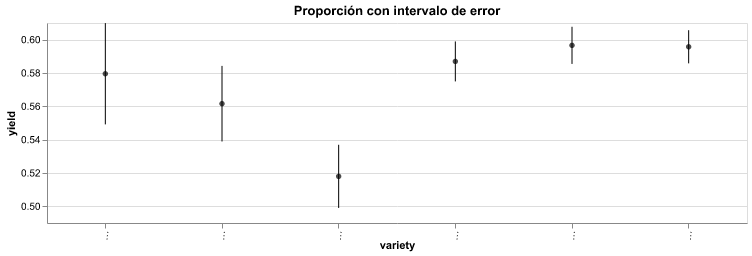 Proporción con intervalo de error
0.60
0.58
0.56
0.54
0.52
0.50
yield
… … … … … …
variety